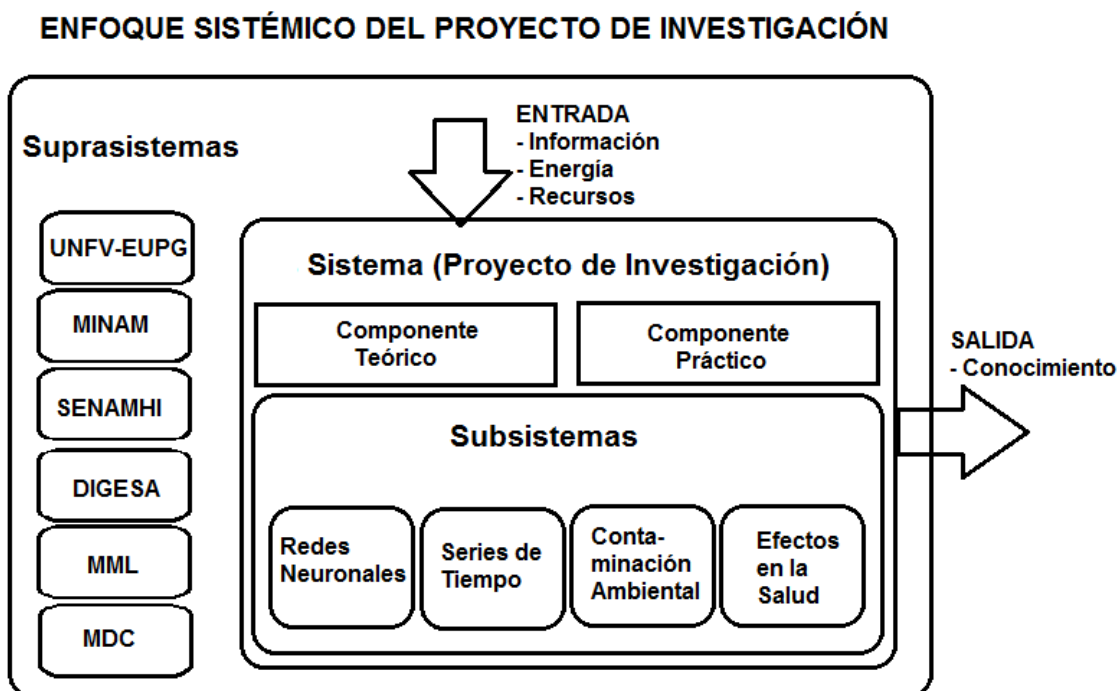 ENFOQUE SISTÉMICO DEL PROYECTO DE INVESTIGACIÓN
Suprasistemas
ENTRADA
- Información
- Energía
- Recursos
UNFV-EUPG
MINAM
SENAMHI
DIGESA
MML
MDC
Sistema (Proyecto de Investigación)
Componente
Teórico
Componente
Práctico
Subsistemas
Redes
Neuronales
Series de
Tiempo
Conta-
minación
Ambiental
Efectos
en la
Salud
SALIDA
- Conocimiento